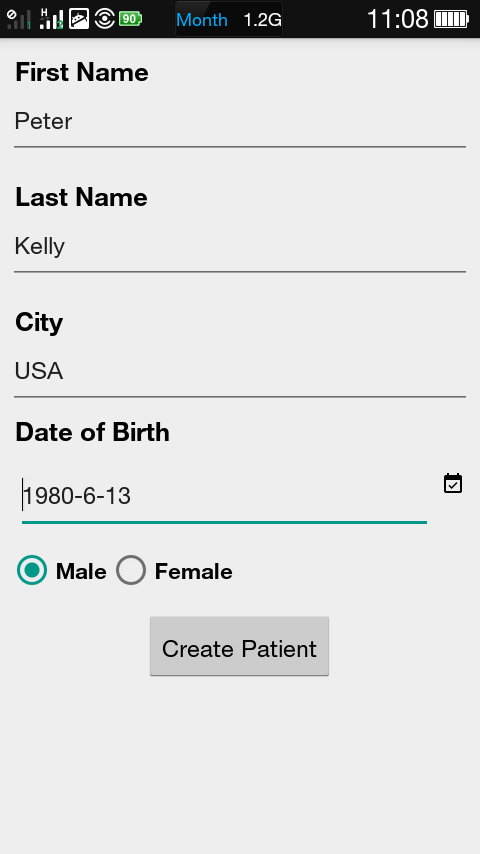 H 2 90 Month 1.2G 11:08
First Name
Peter
Last Name
Kelly
City
USA
Date of Birth
1980-6-13
Male Female
Create Patient